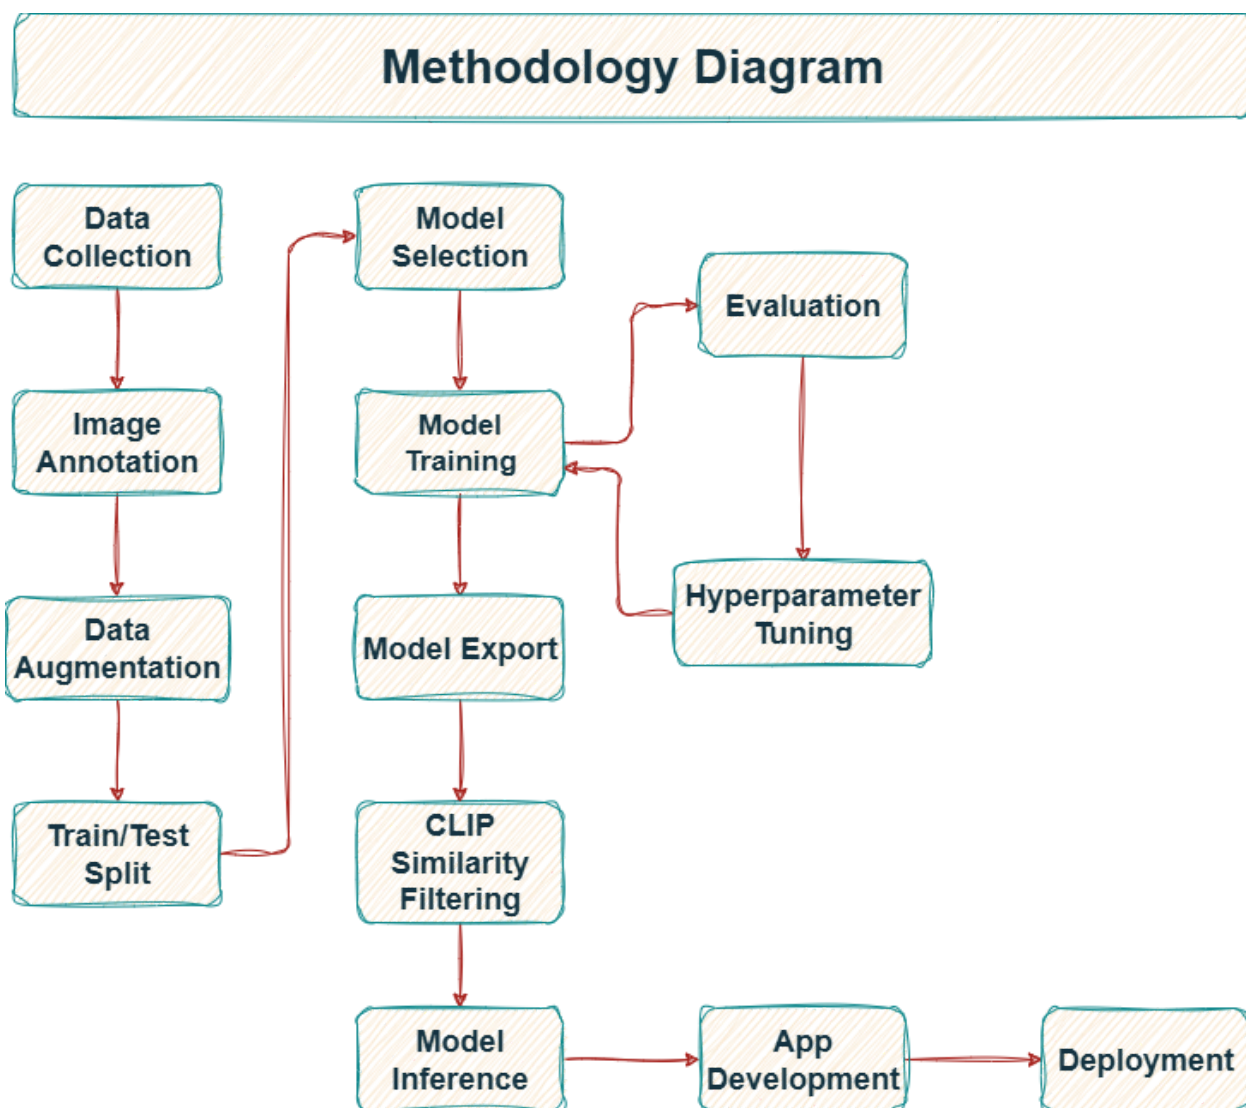 Methodology Diagram
Data
Collection
Image
Annotation
Data
Augmentation
Train/Test
Split
Model
Selection
Model
Training
Evaluation
Hyperparameter
Tuning
Model Export
CLIP
Similarity
Filtering
Model
Inference
App
Development
Deployment